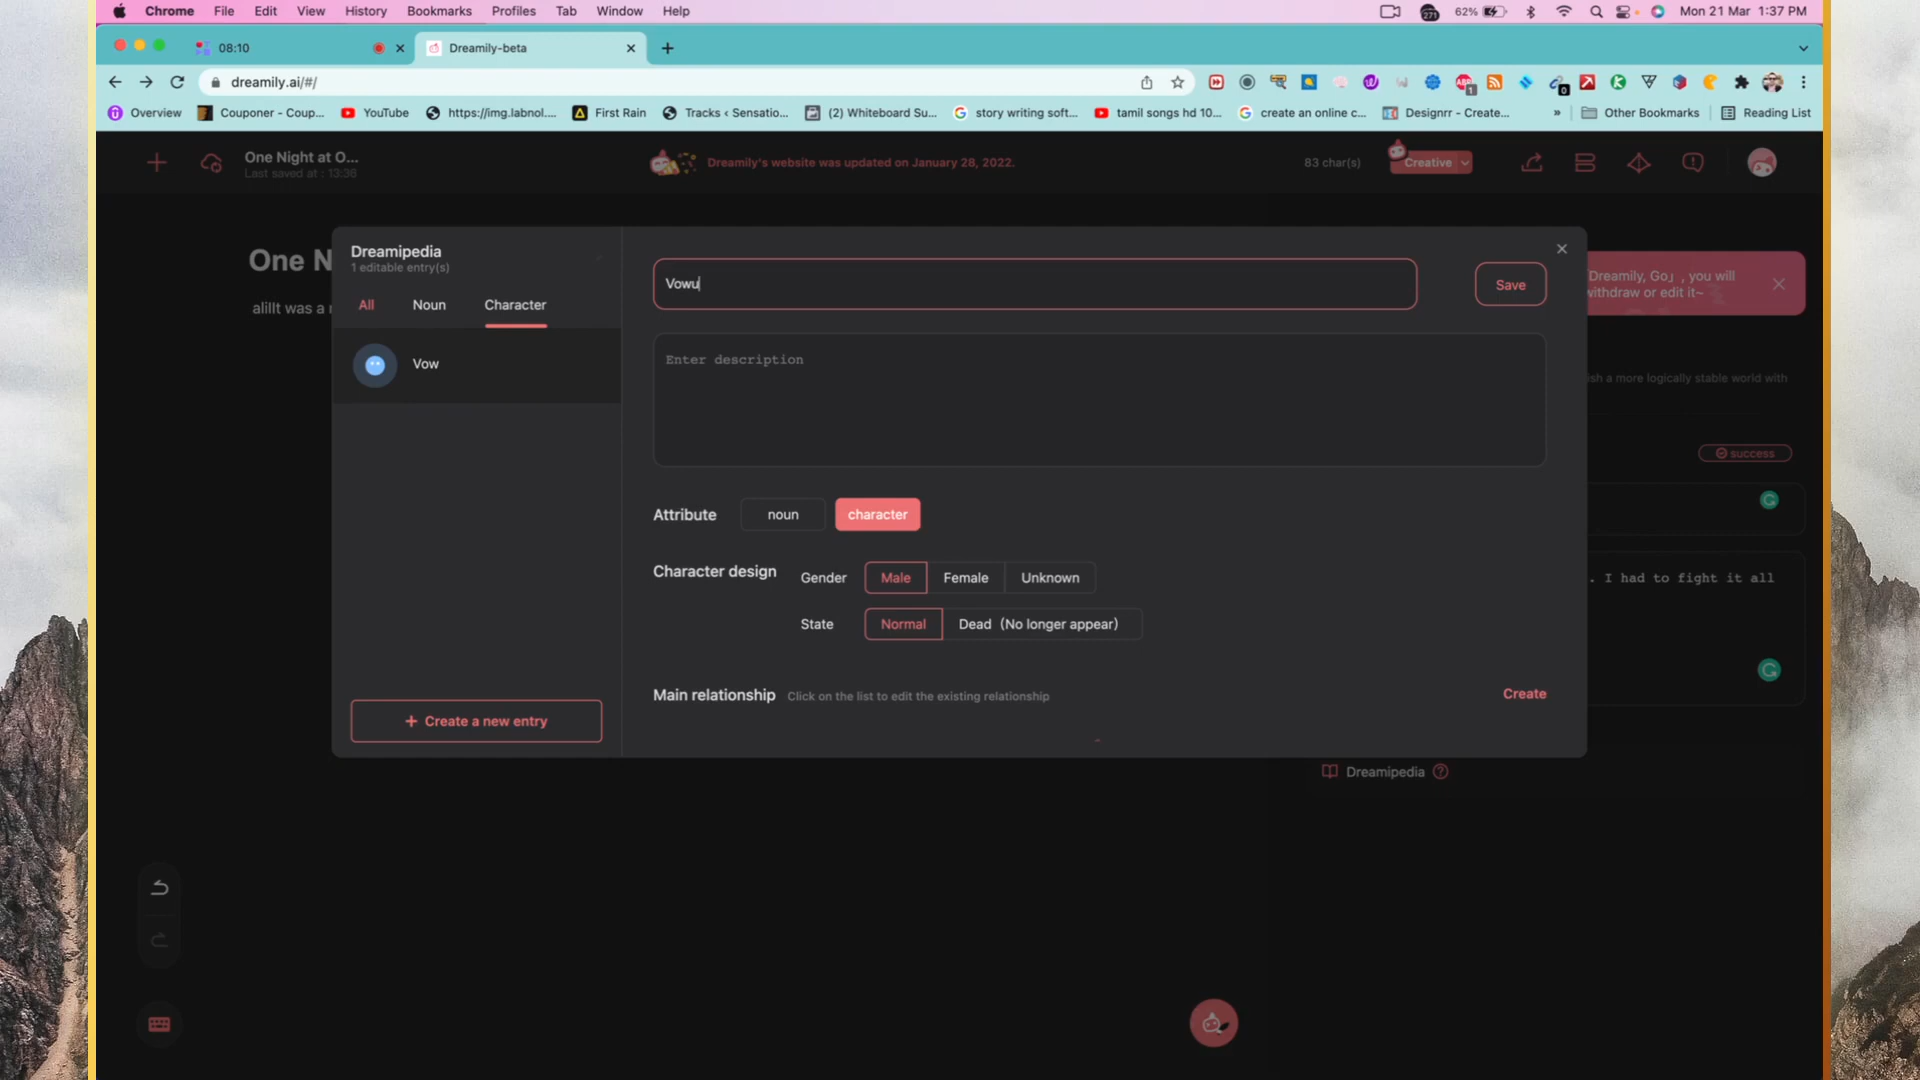 Chrome File Edit View History Bookmarks Profiles Tab Window Help
271 62% Mon 21 Mar 1:37 PM
08:10 Dreamily-beta
dreamily.ai/#/
Overview Couponer - Coup... YouTube https://img.labnol.... First Rain Tracks ‹ Sensatio... (2) Whiteboard Su... story writing soft... tamil songs hd 10... create an online c... Designrr - Create... » Other Bookmarks Reading List
One Night at O...
Last saved at : 13:36
Dreamily's website was updated on January 28, 2022.
83 char(s)
Creative
One N
alillt was a r
Dreamipedia
1 editable entry(s)
All Noun Character
Vow
+ Create a new entry
Vowu
Save
Enter description
Attribute noun character
Character design Gender Male Female Unknown
State Normal Dead (No longer appear)
Main relationship Click on the list to edit the existing relationship Create
Dreamily, Go」, you will
withdraw or edit it~
ish a more logically stable world with
success
. I had to fight it all
Dreamipedia